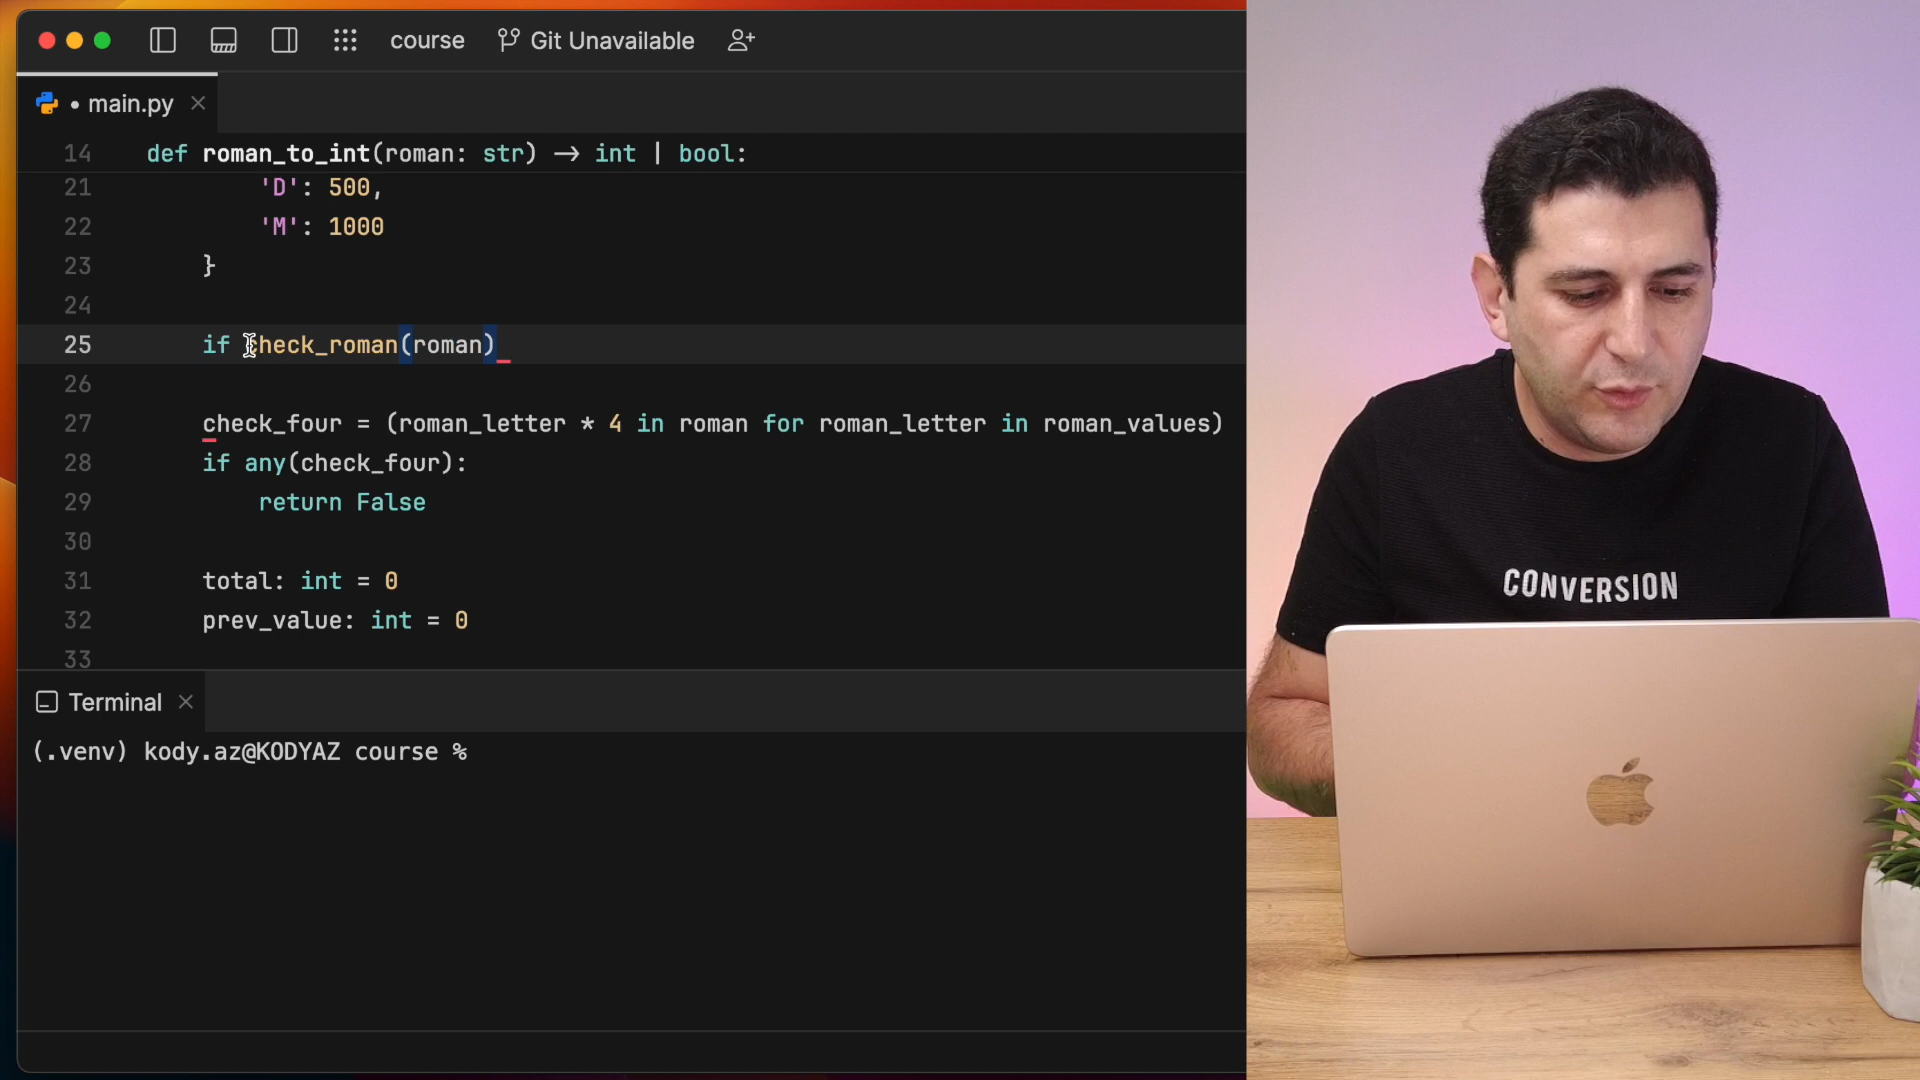 course Git Unavailable
main.py
14 def roman_to_int(roman: str) → int | bool:
21 'D': 500,
22 'M': 1000
23 }
24
25 if check_roman(roman)
26
27 check_four = (roman_letter * 4 in roman for roman_letter in roman_values)
28 if any(check_four):
29 return False
30
31 total: int = 0
32 prev_value: int = 0
33
Terminal
(.venv) kody.az@KODYAZ course %
CONVERSION